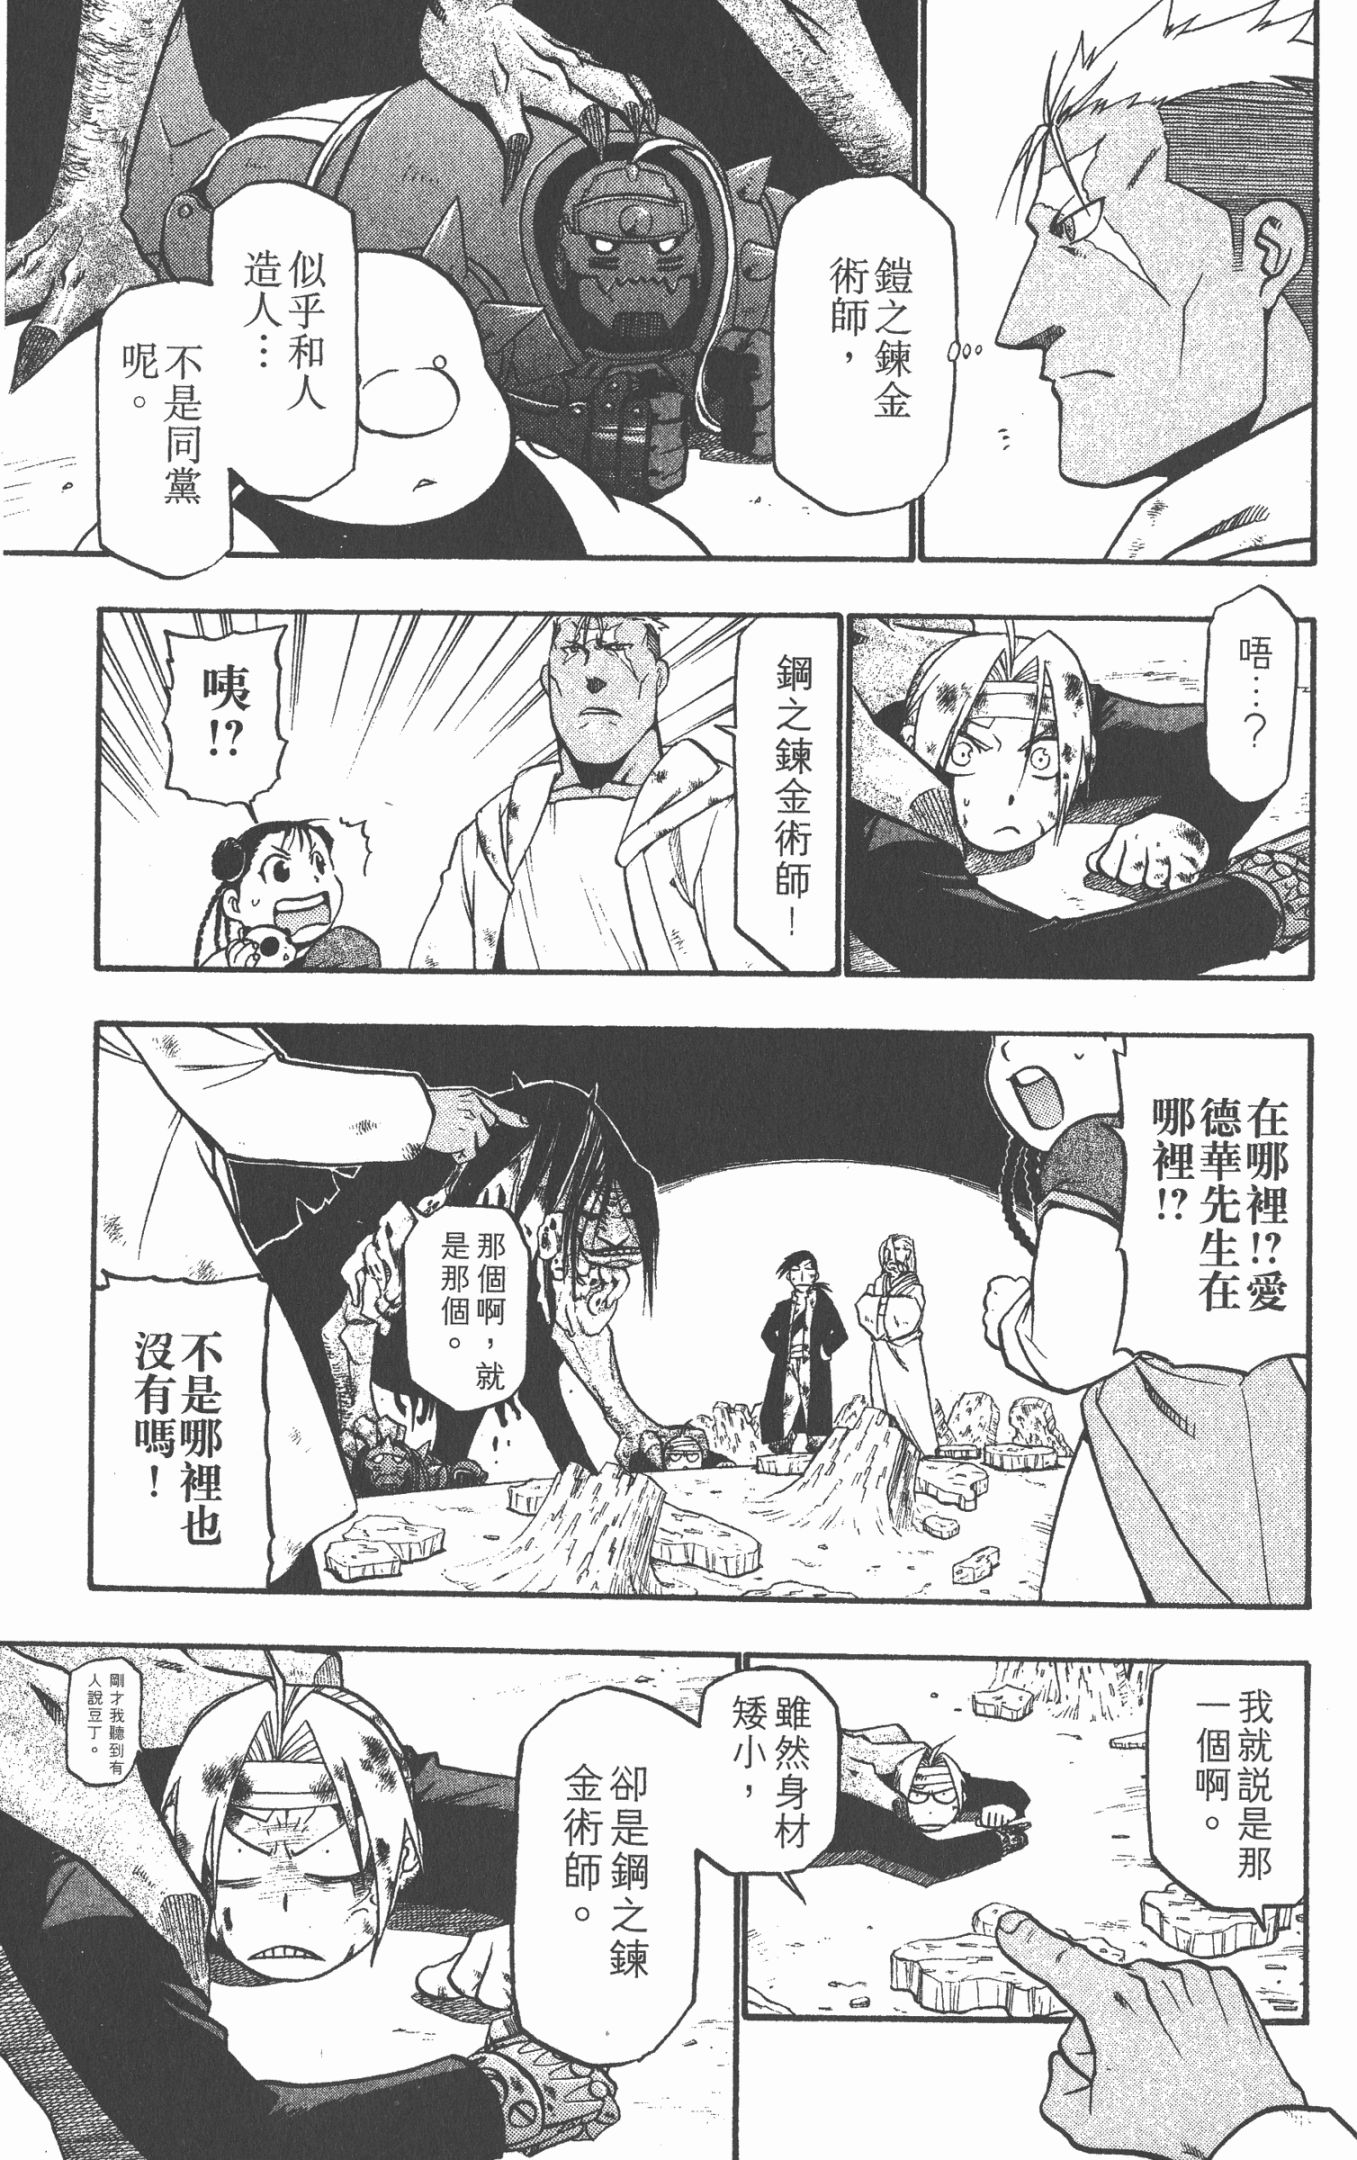 鎧之鍊金
術師，
似乎和人
造人…
不是同黨
呢。
唔…？
鋼之鍊金術師！
咦!?
在哪裡!?愛
德華先生在
哪裡!?
那個啊，就
是那個。
不是哪裡也
沒有嗎！
我就說是那
一個啊。
雖然身材
矮小，
卻是鋼之鍊
金術師。
剛才我聽到有
人說豆丁。